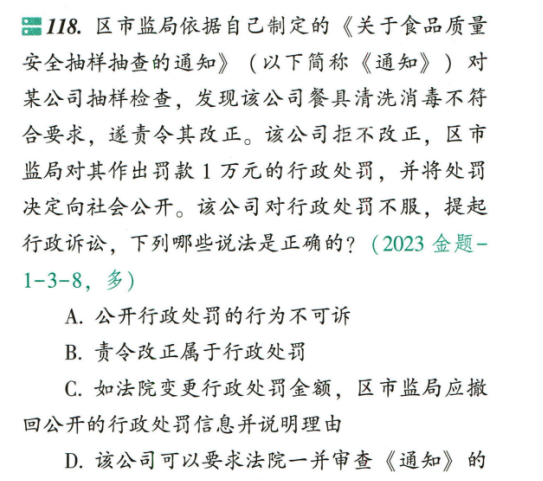 118. 区市监局依据自己制定的《关于食品质量
安全抽样抽查的通知》（以下简称《通知》）对
某公司抽样检查，发现该公司餐具清洗消毒不符
合要求，遂责令其改正。该公司拒不改正，区市
监局对其作出罚款 1 万元的行政处罚，并将处罚
决定向社会公开。该公司对行政处罚不服，提起
行政诉讼，下列哪些说法是正确的？（2023 金题-
1-3-8，多）
A. 公开行政处罚的行为不可诉
B. 责令改正属于行政处罚
C. 如法院变更行政处罚金额，区市监局应撤
回公开的行政处罚信息并说明理由
D. 该公司可以要求法院一并审查《通知》的